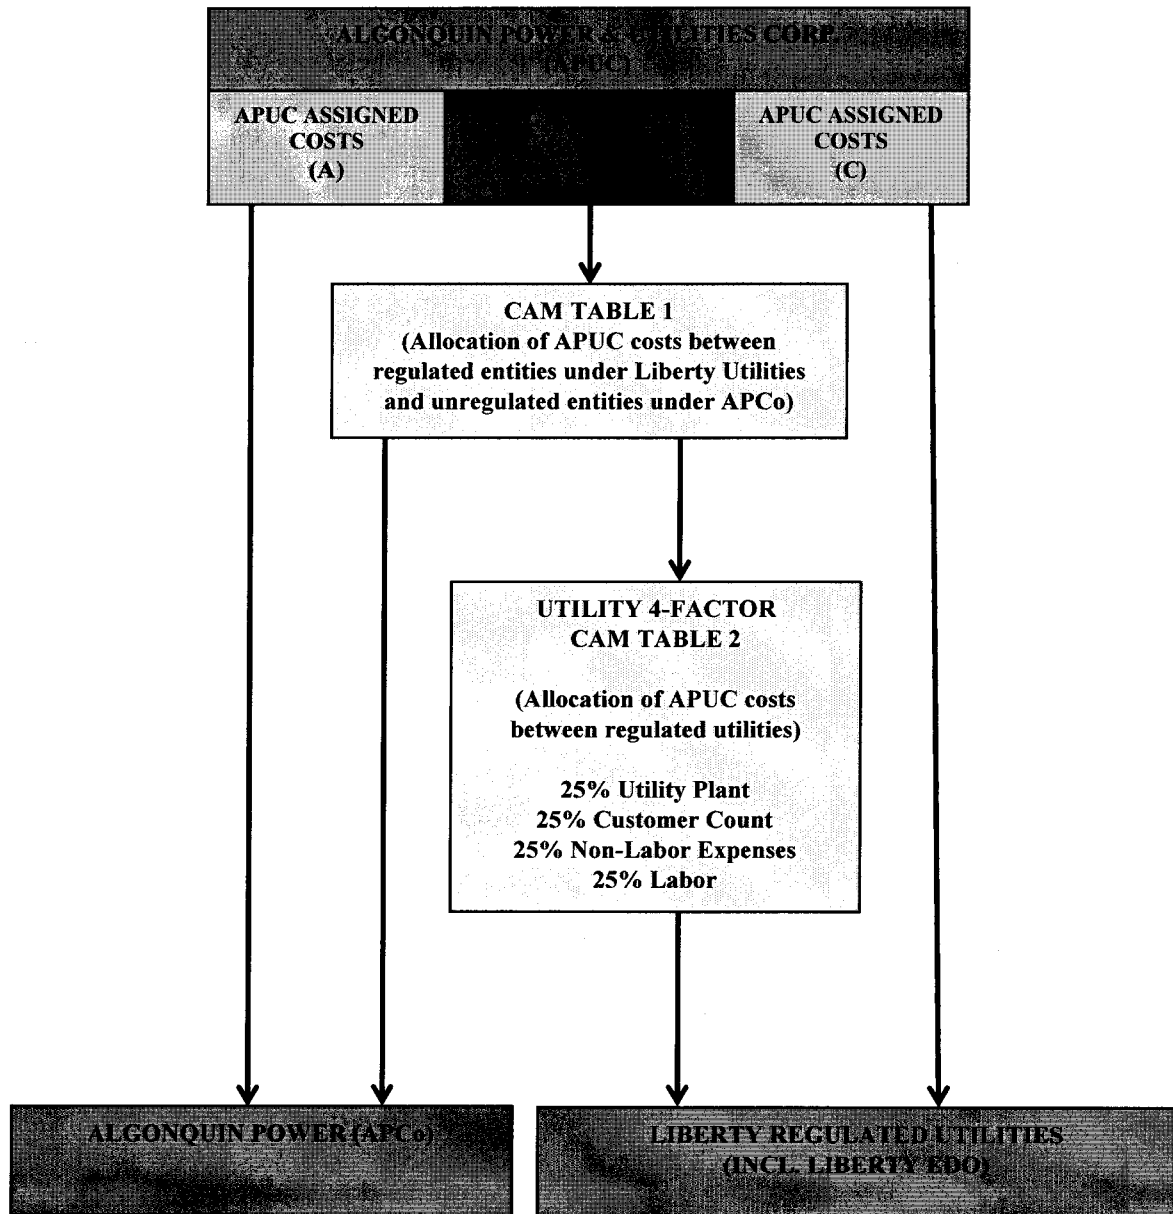 ALGONQUIN POWER & UTILITIES CORP.
(APUC)
APUC ASSIGNED
COSTS
(A)
APUC ASSIGNED
COSTS
(C)
CAM TABLE 1
(Allocation of APUC costs between
regulated entities under Liberty Utilities
and unregulated entities under APCo)
UTILITY 4-FACTOR
CAM TABLE 2
(Allocation of APUC costs
between regulated utilities)
25% Utility Plant
25% Customer Count
25% Non-Labor Expenses
25% Labor
ALGONQUIN POWER (APCo)
LIBERTY REGULATED UTILITIES
(INCL. LIBERTY EDO)